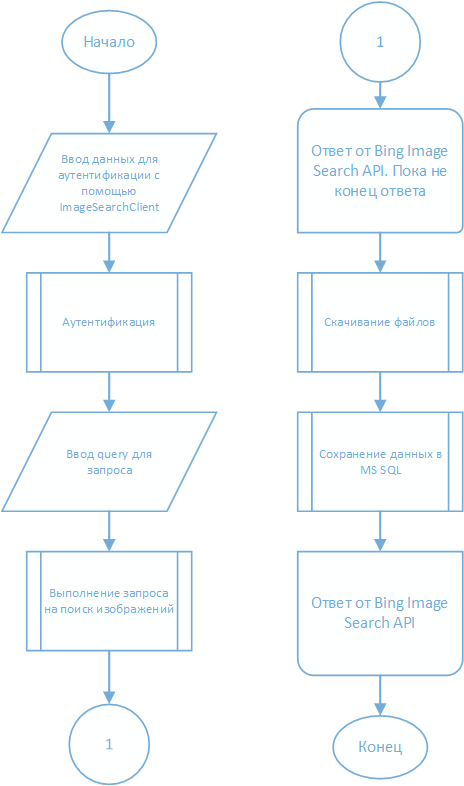 Начало
Ввод данных для
аутентификации с
помощью
ImageSearchClient
Аутентификация
Ввод query для
запроса
Выполнение запроса
на поиск изображений
1
1
Ответ от Bing Image
Search API. Пока не
конец ответа
Скачивание файлов
Сохранение данных в
MS SQL
Ответ от Bing Image
Search API
Конец